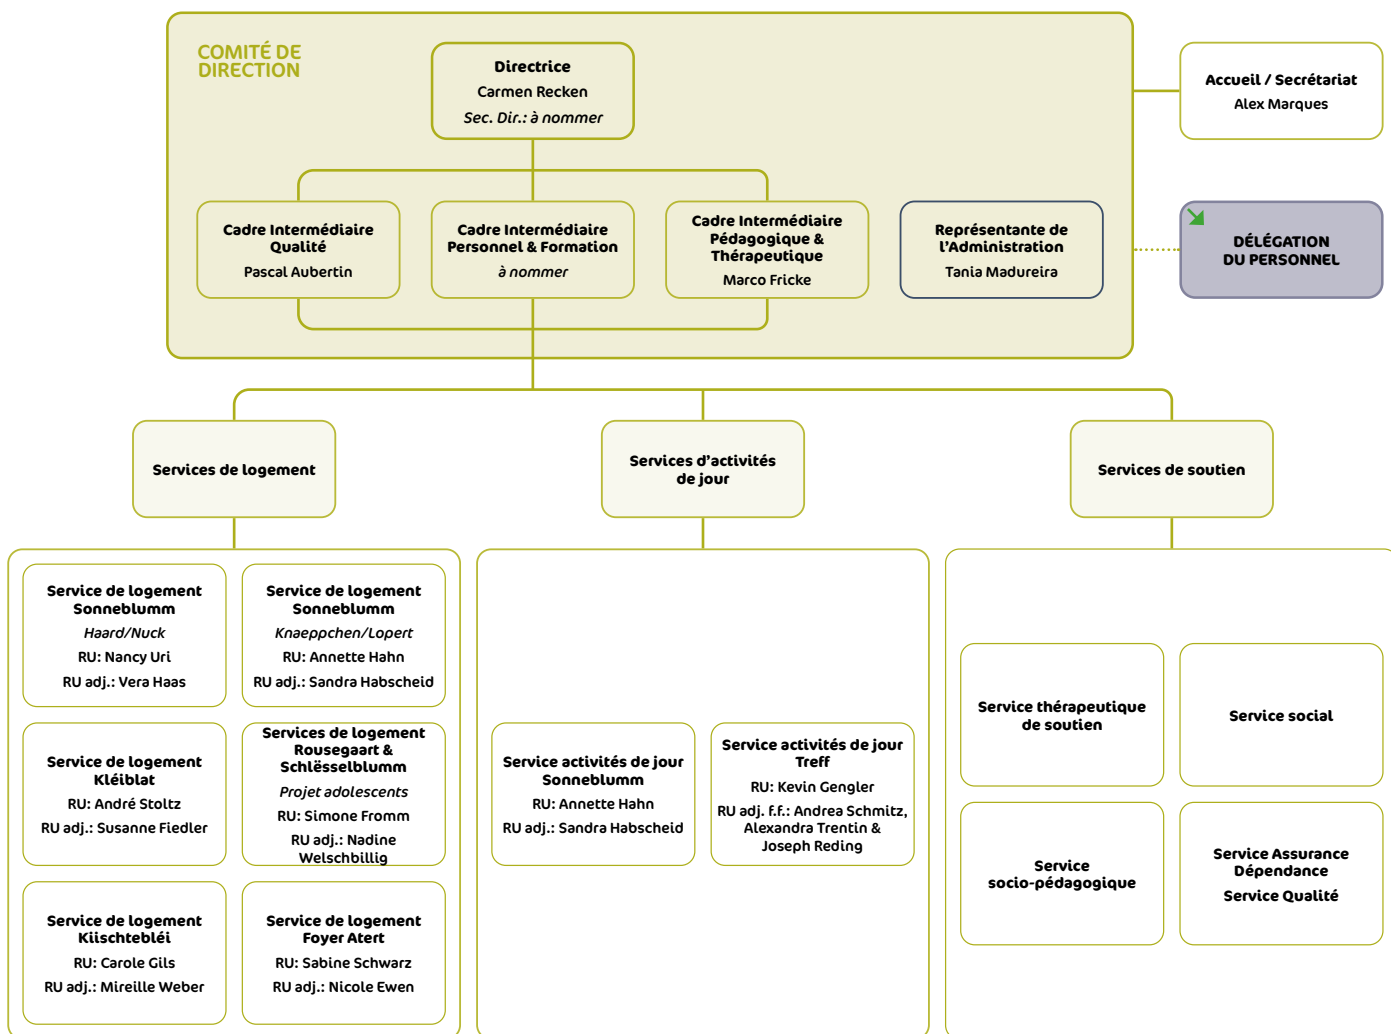 COMITÉ DE
DIRECTION
Directrice
Carmen Recken
Sec. Dir.: à nommer
Accueil / Secrétariat
Alex Marques
Cadre Intermédiaire
Qualité
Pascal Aubertin
Cadre Intermédiaire
Personnel & Formation
à nommer
Cadre Intermédiaire
Pédagogique &
Thérapeutique
Marco Fricke
Représentante de
l'Administration
Tania Madureira
DÉLÉGATION
DU PERSONNEL
Services de logement
Services d'activités
de jour
Services de soutien
Service de logement
Sonneblumm
Haard/Nuck
RU: Nancy Uri
RU adj.: Vera Haas
Service de logement
Sonneblumm
Knaeppchen/Lopert
RU: Annette Hahn
RU adj.: Sandra Habscheid
Service de logement
Kléiblat
RU: André Stoltz
RU adj.: Susanne Fiedler
Services de logement
Rousegaart &
Schlësselblumm
Projet adolescents
RU: Simone Fromm
RU adj.: Nadine
Welschbillig
Service de logement
Kiischtebléi
RU: Carole Gils
RU adj.: Mireille Weber
Service de logement
Foyer Atert
RU: Sabine Schwarz
RU adj.: Nicole Ewen
Service activités de jour
Sonneblumm
RU: Annette Hahn
RU adj.: Sandra Habscheid
Service activités de jour
Treff
RU: Kevin Gengler
RU adj. f.f.: Andrea Schmitz,
Alexandra Trentin &
Joseph Reding
Service thérapeutique
de soutien
Service social
Service
socio-pédagogique
Service Assurance
Dépendance
Service Qualité